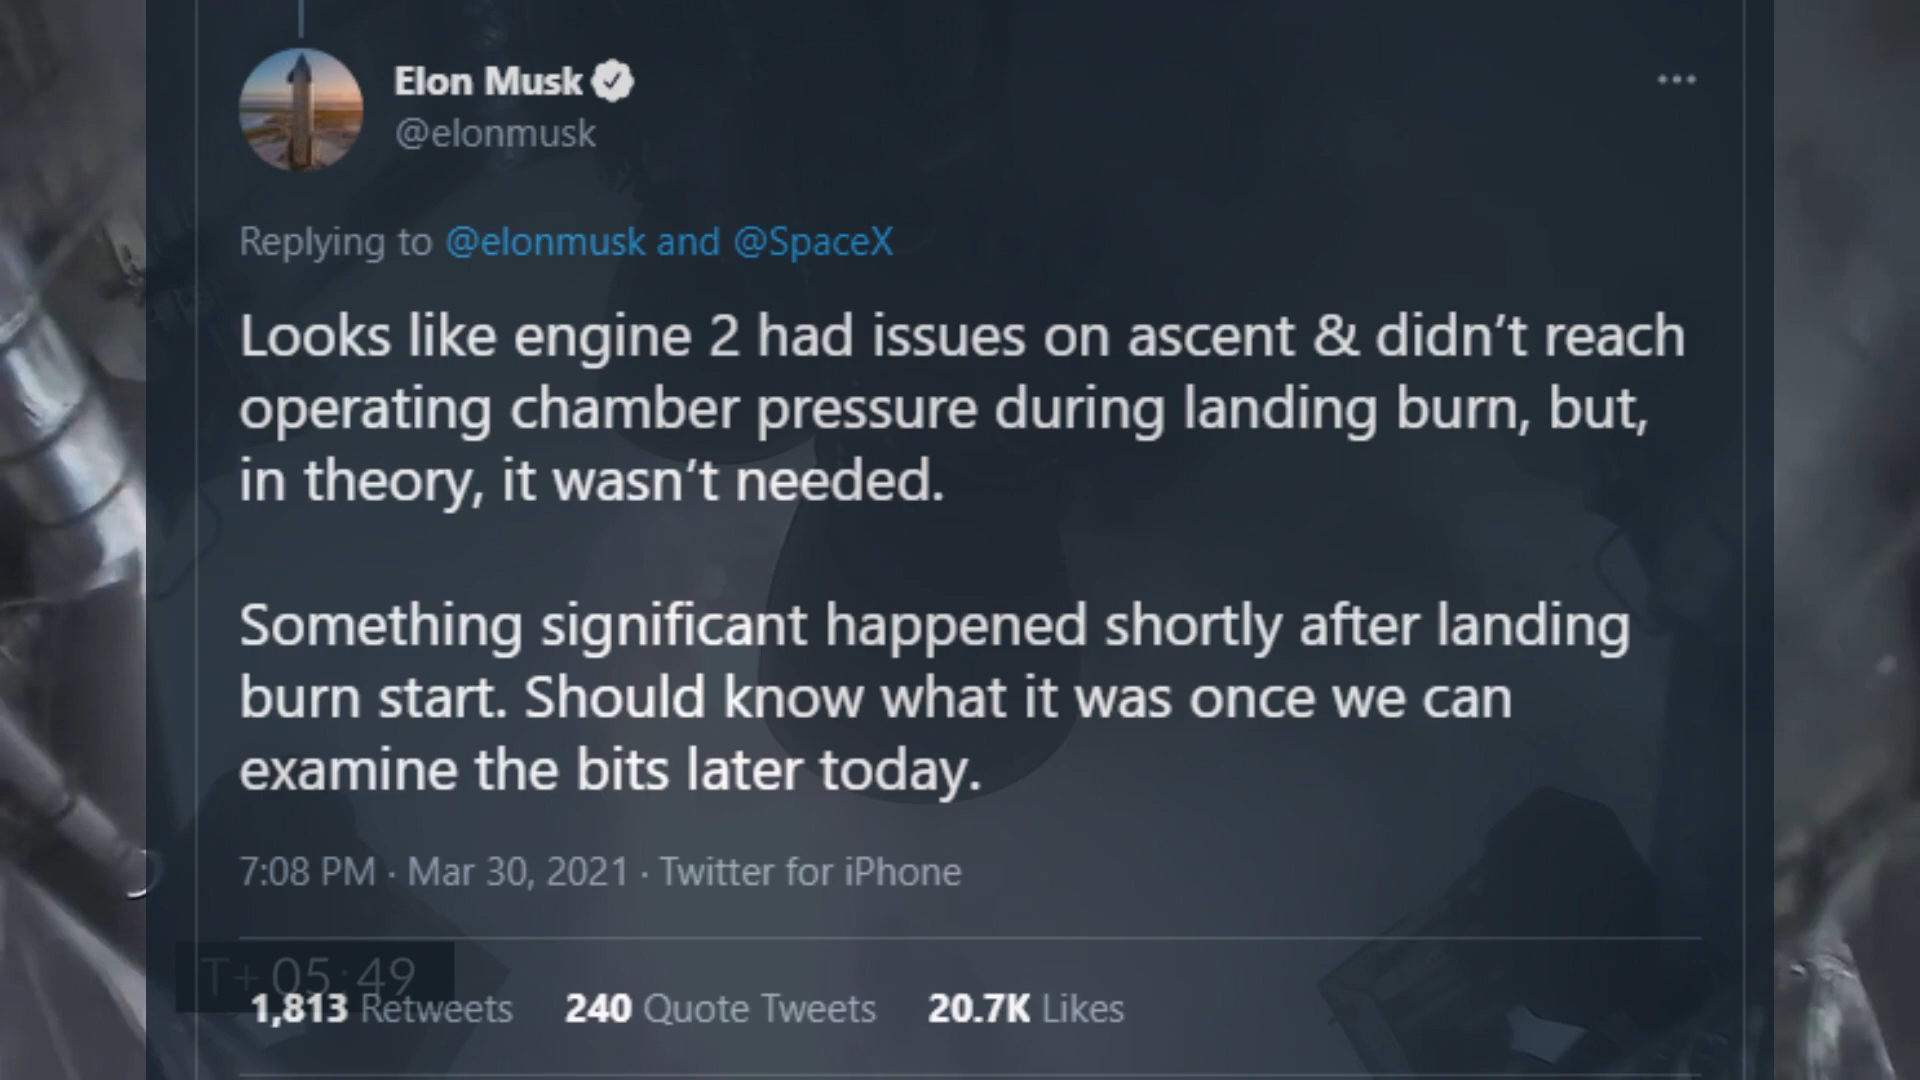 Elon Musk
@elonmusk
Replying to @elonmusk and @SpaceX
Looks like engine 2 had issues on ascent & didn’t reach
operating chamber pressure during landing burn, but,
in theory, it wasn’t needed.
Something significant happened shortly after landing
burn start. Should know what it was once we can
examine the bits later today.
7:08 PM · Mar 30, 2021 · Twitter for iPhone
T+ 05:49
1,813 Retweets 240 Quote Tweets 20.7K Likes